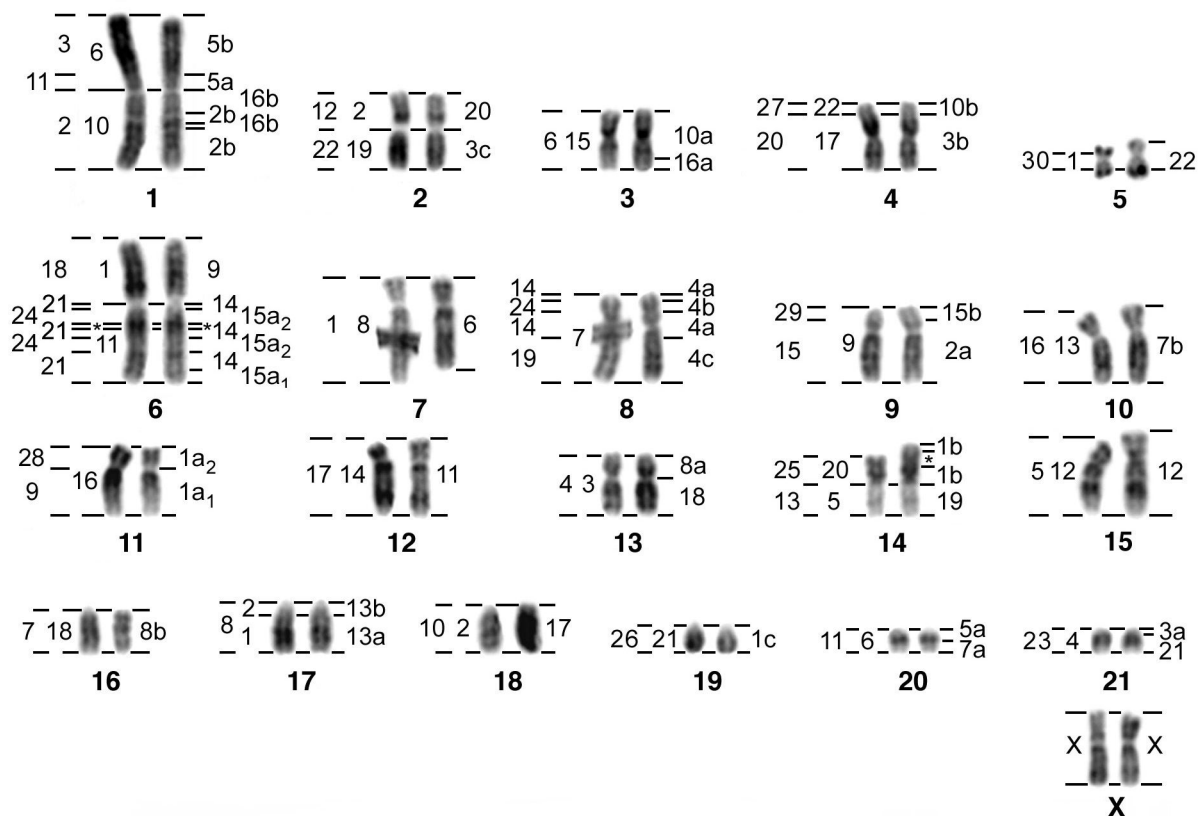 3 6 5b
11 5a
16b
2b
16b
2 10 2b
1
12 2 20
22 19 3c
2
6 15 10a
16a
3
27 22 10b
20 17 3b
4
30 1 22
5
18 1 9
21 14
24 15a2
21 * *14
24 11 15a2
21 14
15a1
6
1 8 6
7
14 4a
24 4b
14 7 4a
19 4c
8
29 15b
15 9 2a
9
16 13 7b
10
28 1a2
9 16 1a1
11
17 14 11
12
4 3 8a
18
13
1b
*
25 20 1b
13 5 19
14
5 12 12
15
7 18 8b
16
8 2 13b
1 13a
17
10 2 17
18
26 21 1c
19
11 6 5a
7a
20
23 4 3a
21
21
X X
X